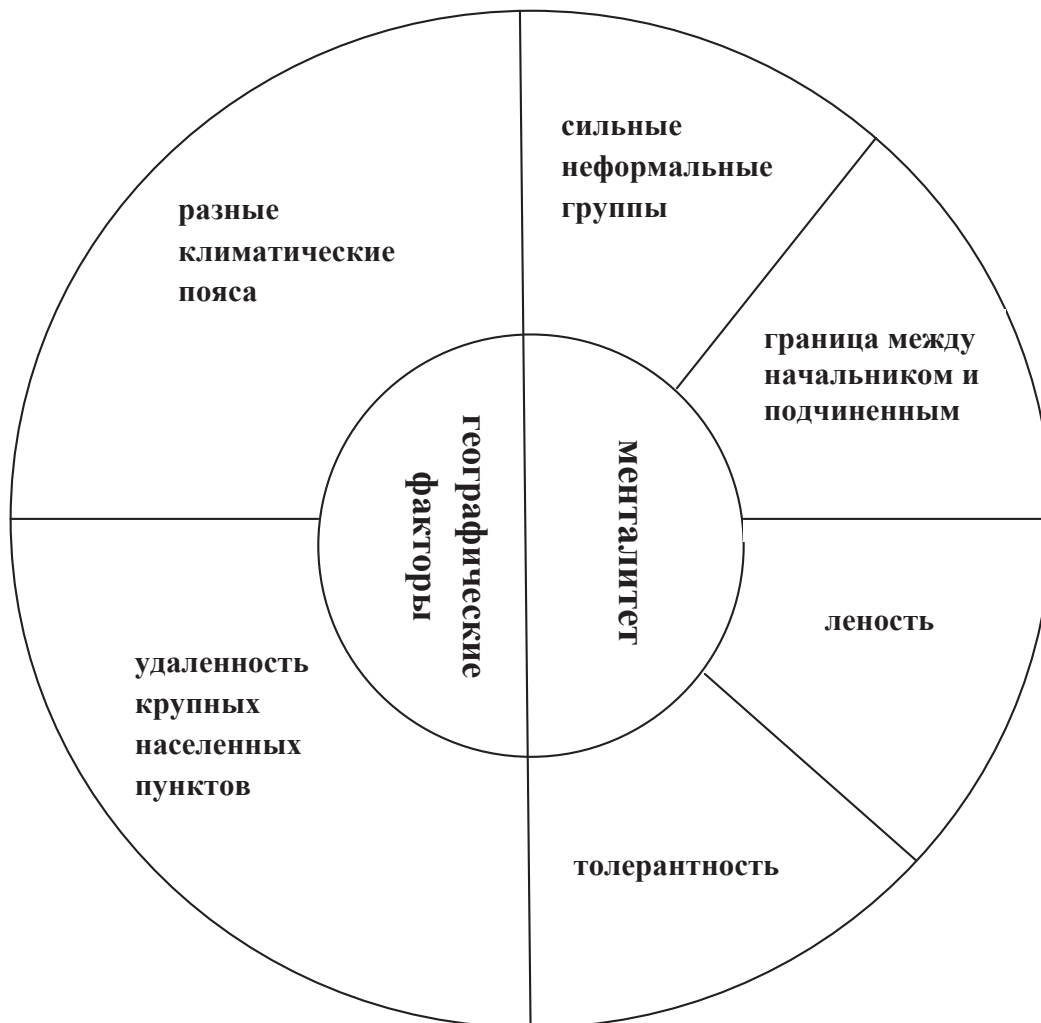 сильные
неформальные
группы
разные
климатические
пояса
граница между
начальником и
подчиненным
географические
факторы
менталитет
леность
удаленность
крупных
населенных
пунктов
толерантность